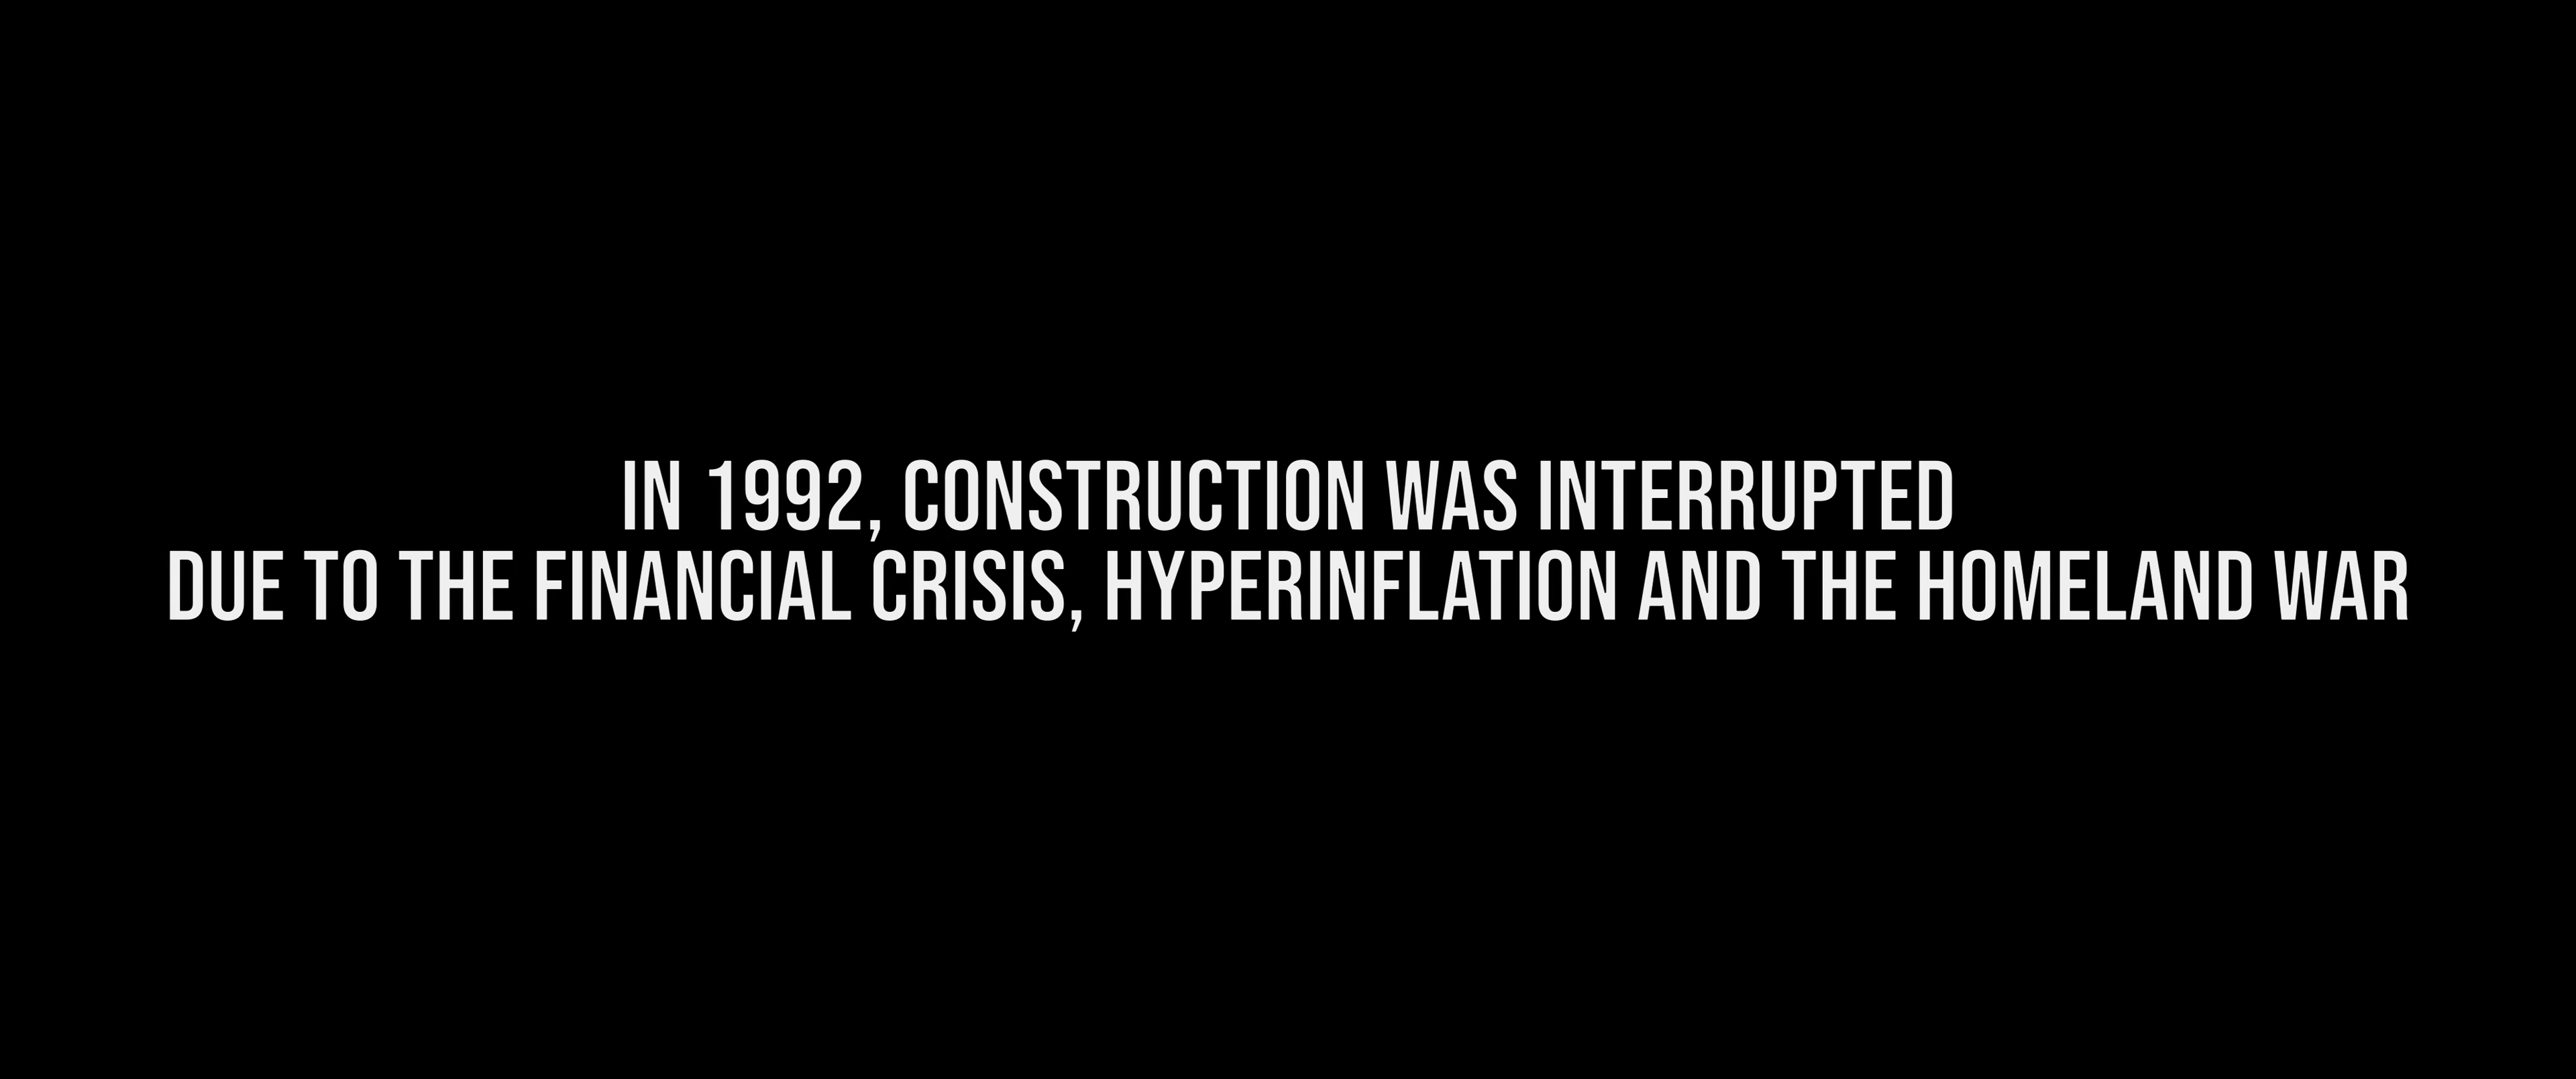 IN 1992, CONSTRUCTION WAS INTERRUPTED
DUE TO THE FINANCIAL CRISIS, HYPERINFLATION AND THE HOMELAND WAR